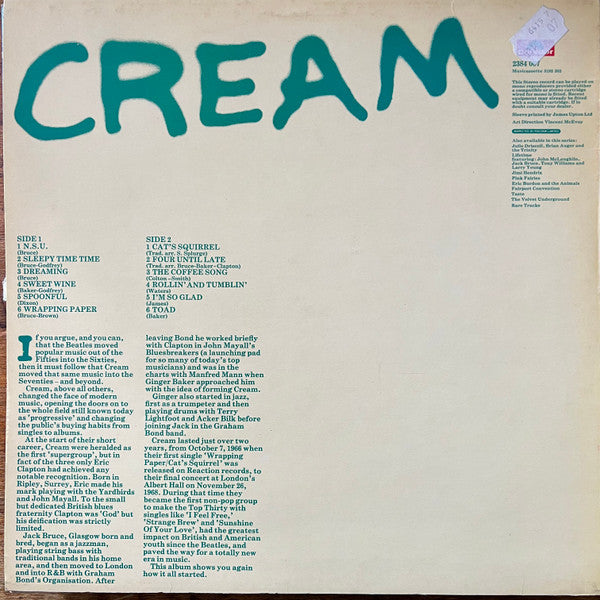 CREAM
2384 067
Musicassette 3192 302
This Stereo record can be played on
mono reproducers provided either
a compatible or stereo cartridge
wired for mono is fitted. Recent
equipment may already be fitted
with a suitable cartridge. If in
doubt consult your dealer.
Sleeve printed by James Upton Ltd
Art Direction Vincent McEvoy
Also available in this series:
Julie Driscoll, Brian Auger and
the Trinity
Lifetime
featuring: John McLaughlin,
Jack Bruce, Tony Williams and
Larry Young
Jimi Hendrix
Pink Fairies
Eric Burdon and the Animals
Fairport Convention
Taste
The Velvet Underground
Rare Tracks
SIDE 1
1 N.S.U.
(Bruce)
2 SLEEPY TIME TIME
(Bruce-Godfrey)
3 DREAMING
(Bruce)
4 SWEET WINE
(Baker-Godfrey)
5 SPOONFUL
(Dixon)
6 WRAPPING PAPER
(Bruce-Brown)
SIDE 2
1 CAT'S SQUIRREL
(Trad. arr. S. Splurge)
2 FOUR UNTIL LATE
(Trad. arr. Bruce-Baker-Clapton)
3 THE COFFEE SONG
(Colton-Smith)
4 ROLLIN' AND TUMBLIN'
(Waters)
5 I'M SO GLAD
(James)
6 TOAD
(Baker)
If you argue, and you can,
that the Beatles moved
popular music out of the
Fifties into the Sixties,
then it must follow that Cream
moved that same music into the
Seventies – and beyond.
Cream, above all others,
changed the face of modern
music, opening the doors on to
the whole field still known today
as 'progressive' and changing
the public's buying habits from
singles to albums.
At the start of their short
career, Cream were heralded as
the first 'supergroup', but in
fact of the three only Eric
Clapton had achieved any
notable recognition. Born in
Ripley, Surrey, Eric made his
mark playing with the Yardbirds
and John Mayall. To the small
but dedicated British blues
fraternity Clapton was 'God' but
his deification was strictly
limited.
Jack Bruce, Glasgow born and
bred, began as a jazzman,
playing string bass with
traditional bands in his home
area, and then moved to London
and into R&B with Graham
Bond's Organisation. After
leaving Bond he worked briefly
with Clapton in John Mayall's
Bluesbreakers (a launching pad
for so many of today's top
musicians) and was in the
charts with Manfred Mann when
Ginger Baker approached him
with the idea of forming Cream.
Ginger also started in jazz,
first as a trumpeter and then
playing drums with Terry
Lightfoot and Acker Bilk before
joining Jack in the Graham
Bond band.
Cream lasted just over two
years, from October 7, 1966 when
their first single 'Wrapping
Paper/Cat's Squirrel' was
released on Reaction records, to
their final concert at London's
Albert Hall on November 26,
1968. During that time they
became the first non-pop group
to make the Top Thirty with
singles like 'I Feel Free,'
'Strange Brew' and 'Sunshine
Of Your Love', had the greatest
impact on British and American
youth since the Beatles, and
paved the way for a totally new
era in music.
This album shows you again
how it all started.